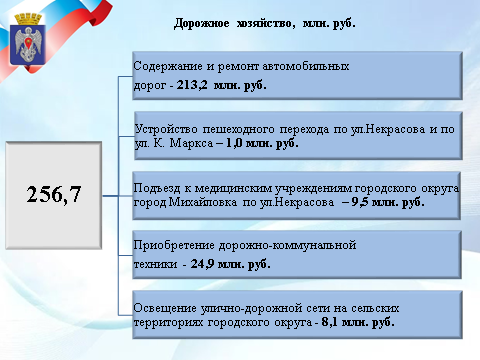 Дорожное хозяйство, млн. руб.
256,7
Содержание и ремонт автомобильных
дорог - 213,2 млн. руб.
Устройство пешеходного перехода по ул.Некрасова и по
ул. К. Маркса – 1,0 млн. руб.
Подъезд к медицинским учреждениям городского округа
город Михайловка по ул.Некрасова – 9,5 млн. руб.
Приобретение дорожно-коммунальной
техники - 24,9 млн. руб.
Освещение улично-дорожной сети на сельских
территориях городского округа - 8,1 млн. руб.